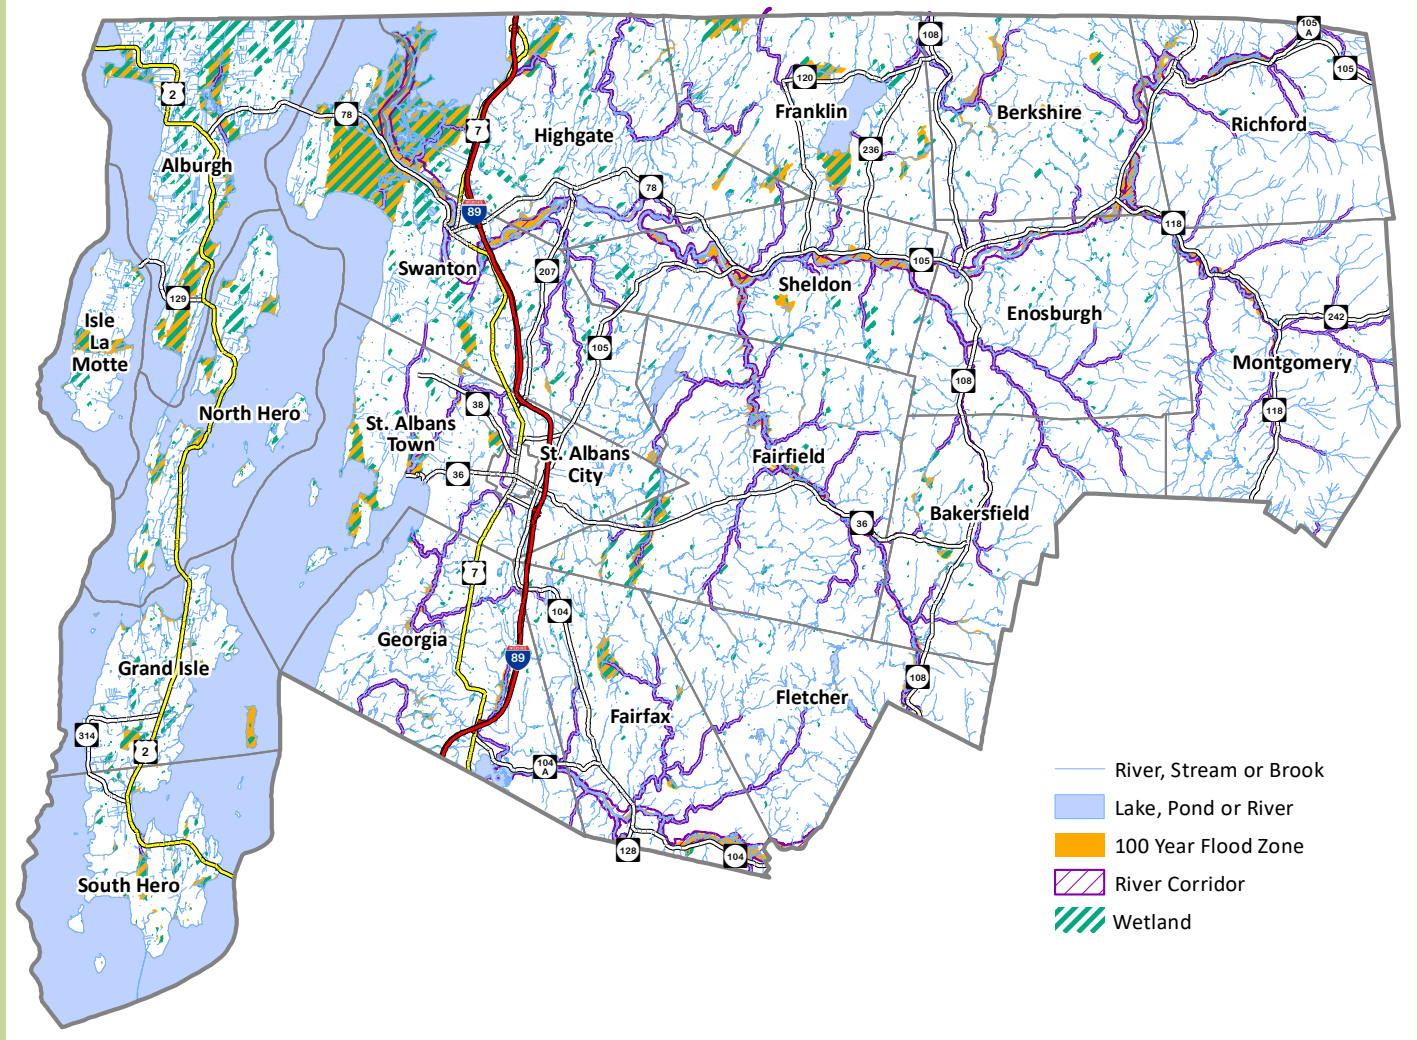 108
105
A
105
2
120
78
7
Franklin
Berkshire
Richford
Highgate
236
Alburgh
78
89
118
Swanton
207
105
Sheldon
129
Isle
La
Motte
Enosburgh
242
105
Montgomery
108
North Hero
38
118
St. Albans
Town
St. Albans
City
Fairfield
36
Bakersfield
36
7
104
Georgia
89
Grand Isle
108
Fletcher
Fairfax
314
2
104
A
128
104
South Hero
River, Stream or Brook
Lake, Pond or River
100 Year Flood Zone
River Corridor
Wetland